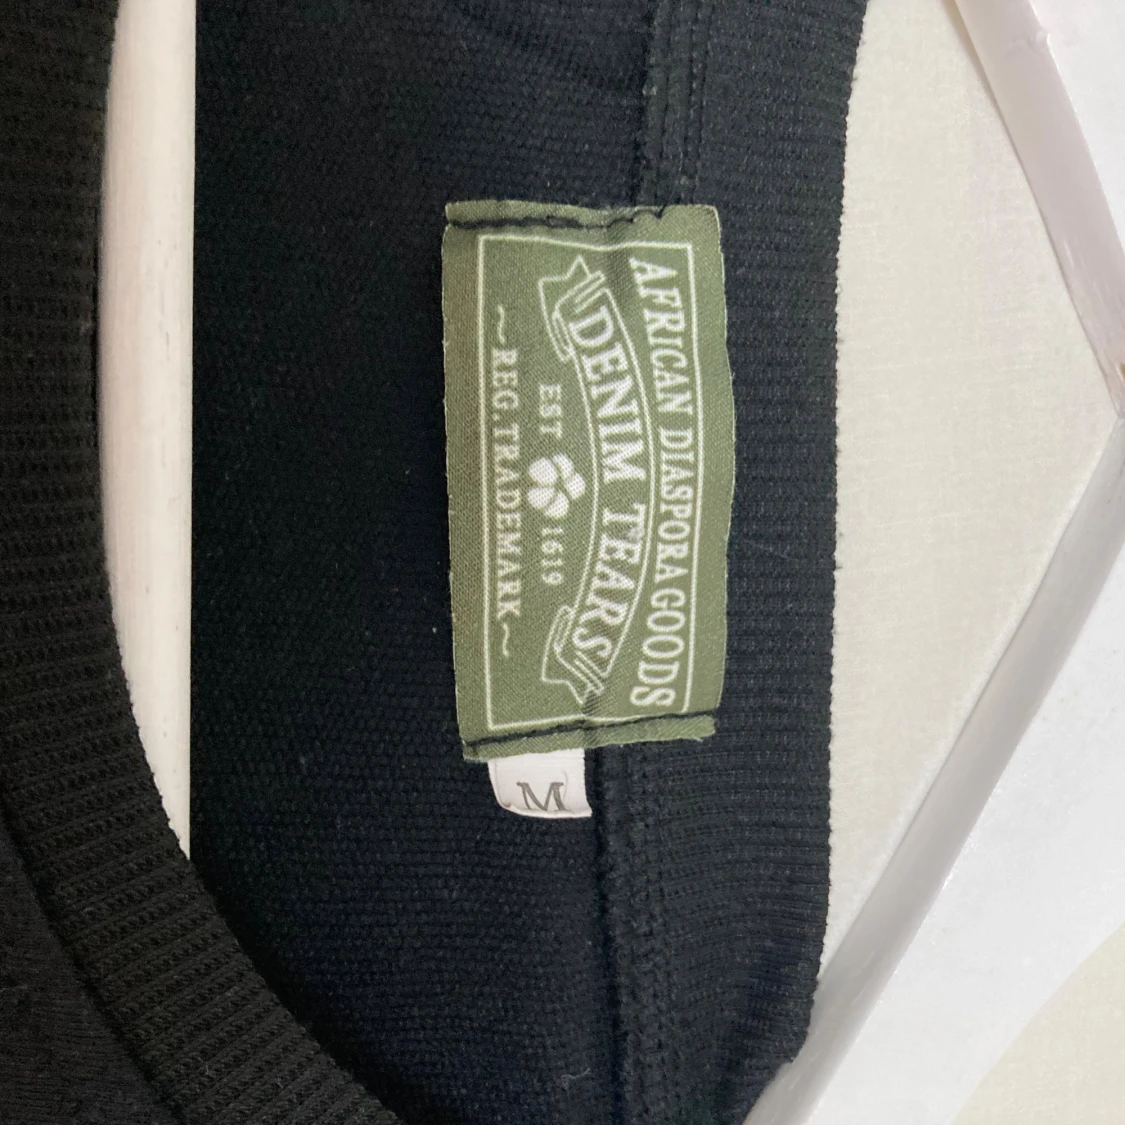 AFRICAN DIASPORA GOODS
DENIM TEARS
EST 1619
~REG. TRADEMARK~
M